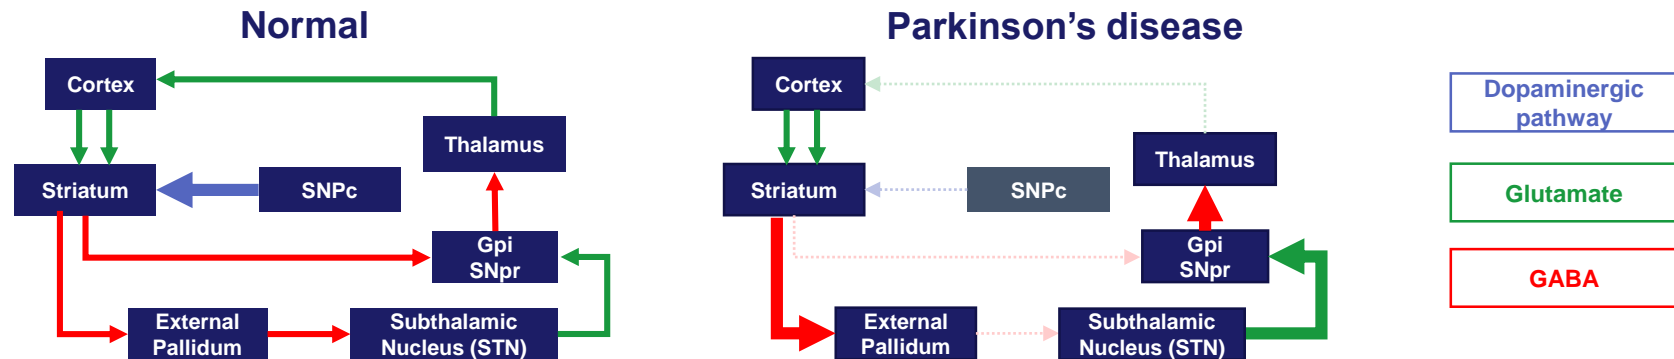 Normal
Cortex
Thalamus
Striatum
SNPc
Gpi
SNpr
External
Pallidum
Subthalamic
Nucleus (STN)
Parkinson's disease
Cortex
Thalamus
Striatum
SNPc
Gpi
SNpr
External
Pallidum
Subthalamic
Nucleus (STN)
Dopaminergic
pathway
Glutamate
GABA